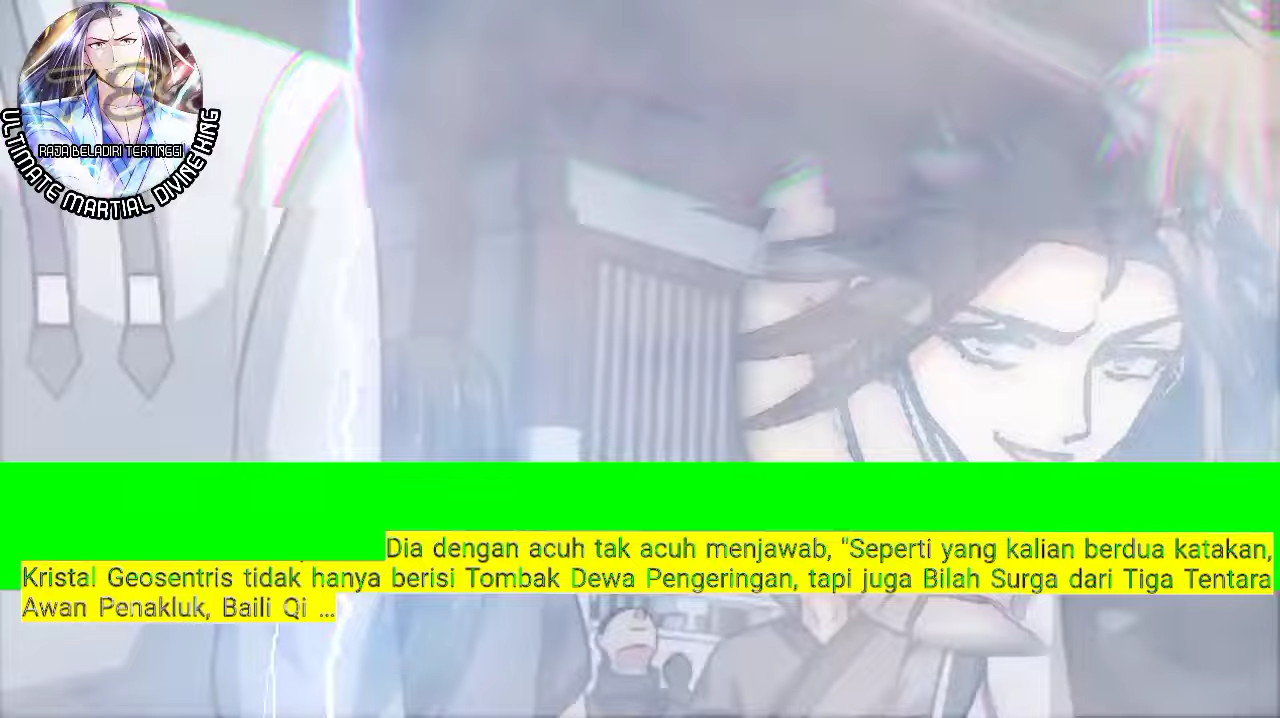 RAJA BELADIRI TERTINGGI
ULTIMATE MARTIAL DIVINE KING
Dia dengan acuh tak acuh menjawab, "Seperti yang kalian berdua katakan,
Kristal Geosentris tidak hanya berisi Tombak Dewa Pengeringan, tapi juga Bilah Surga dari Tiga Tentara
Awan Penakluk, Baili Qi ...